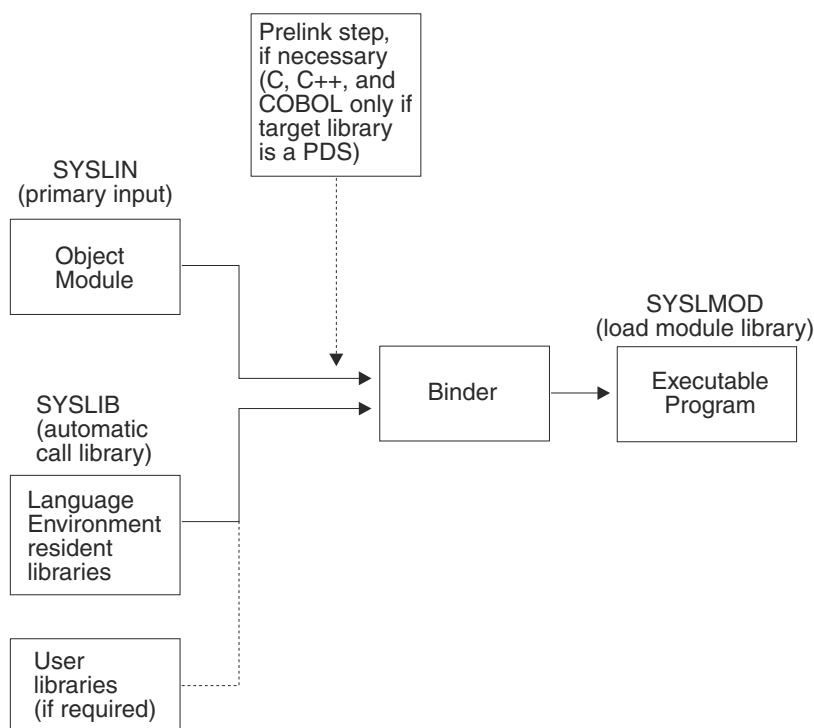 Prelink step,
if necessary
(C, C++, and
COBOL only if
target library
is a PDS)
SYSLIN
(primary input)
Object
Module
SYSLIB
(automatic
call library)
Language
Environment
resident
libraries
User
libraries
(if required)
Binder
SYSLMOD
(load module library)
Executable
Program